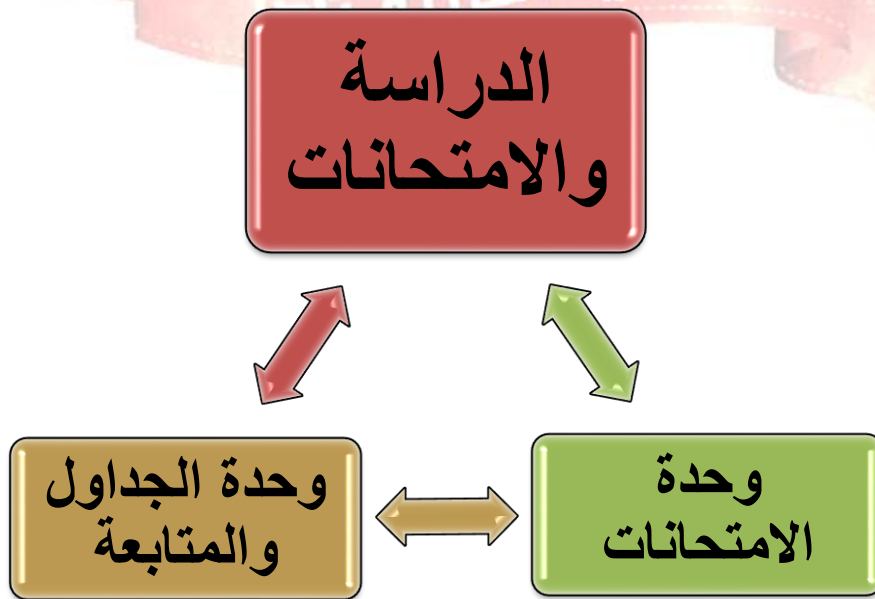 الدراسة
والامتحانات
وحدة
الامتحانات
وحدة الجداول
والمتابعة